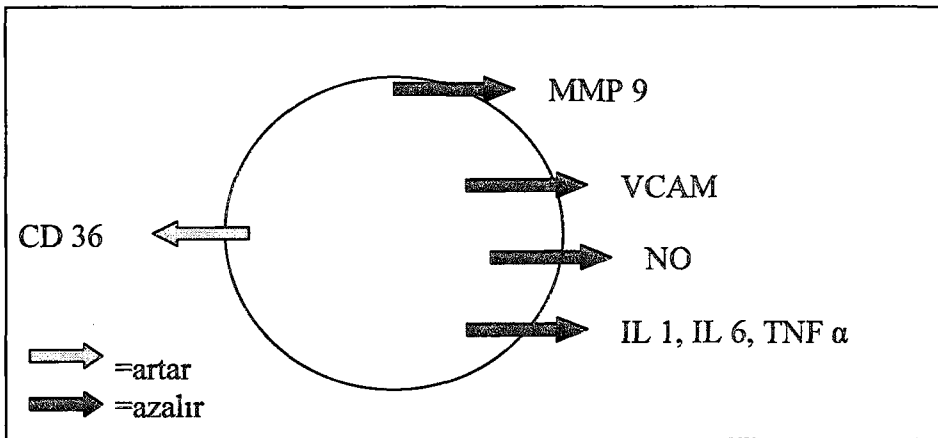 MMP 9
VCAM
CD 36
NO
IL 1, IL 6, TNF α
=artar
=azalır